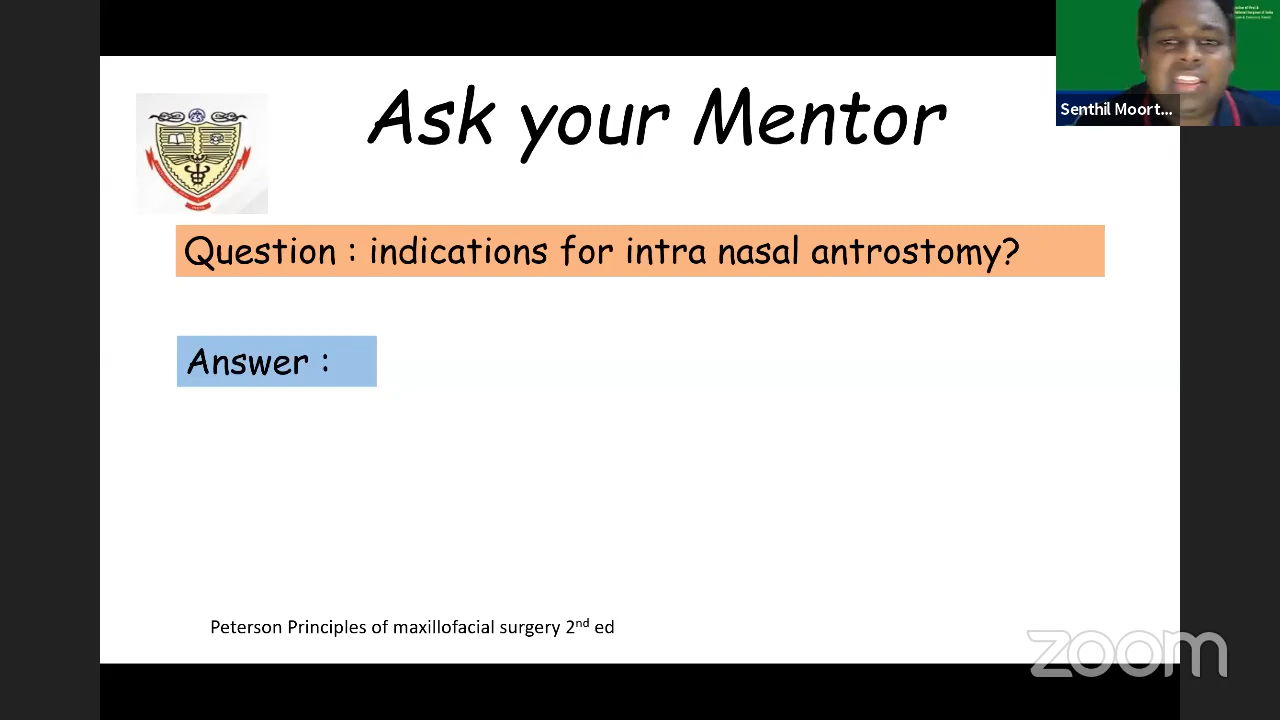 Ask your Mentor
Senthil Moort...
Question : indications for intra nasal antrostomy?
Answer :
Peterson Principles of maxillofacial surgery 2nd ed
zoom